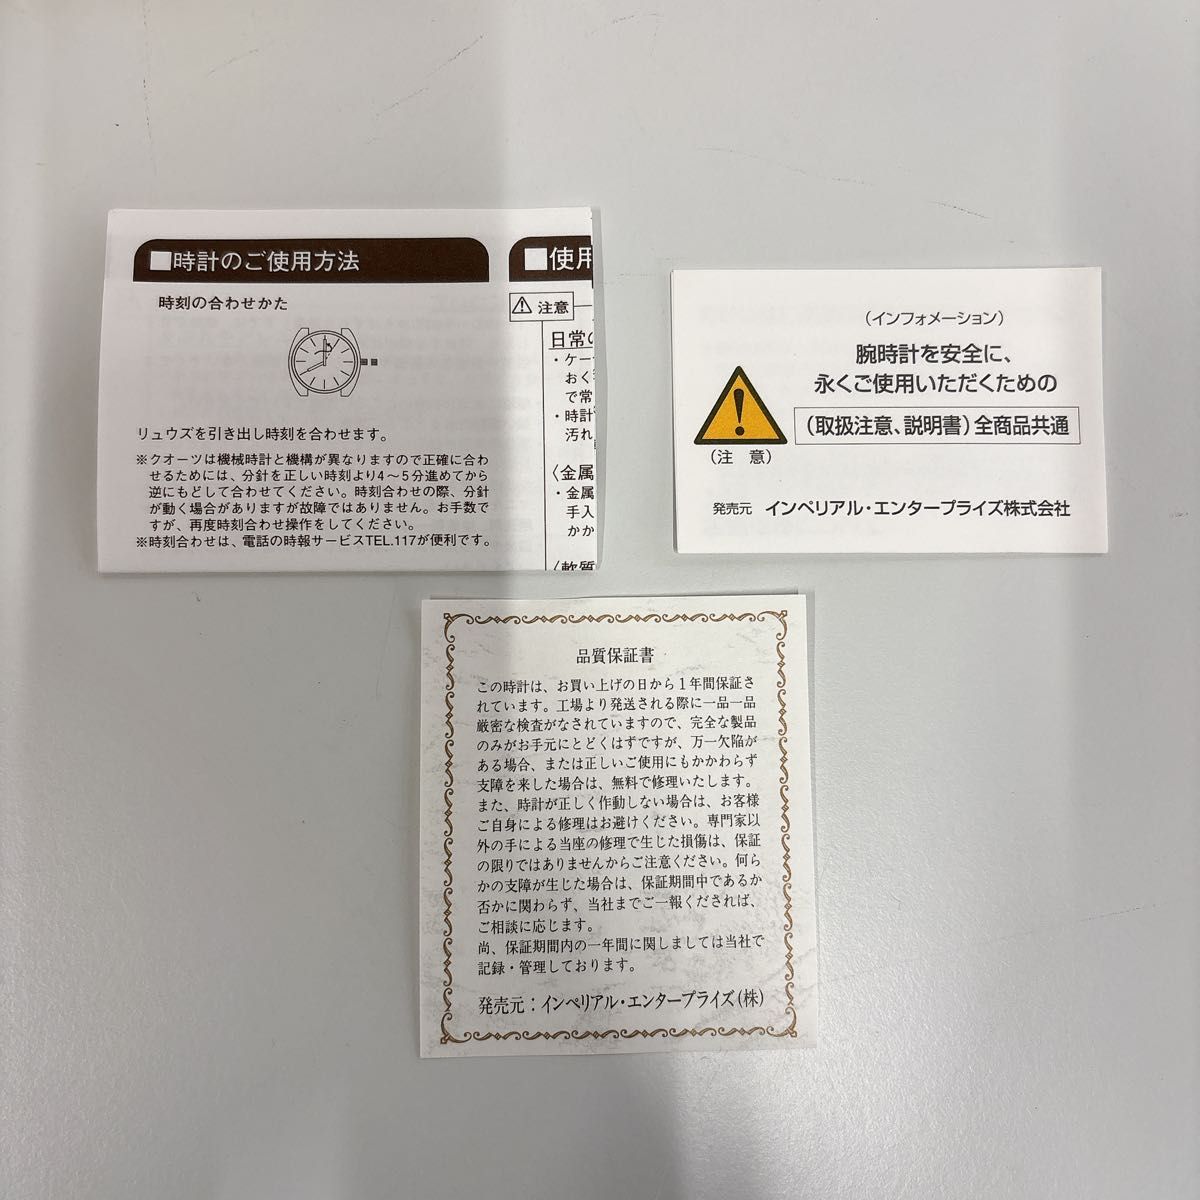 ■時計のご使用方法
時刻の合わせかた
リュウズを引き出し時刻を合わせます。
※クオーツは機械時計と機構が異なりますので正確に合わ
せるためには、分針を正しい時刻より4～5分進めてから
逆にもどして合わせてください。時刻合わせの際、分針
が動く場合がありますが故障ではありません。お手数で
すが、再度時刻合わせ操作をしてください。
※時刻合わせは、電話の時報サービスTEL.117が便利です。
■使用
⚠ 注意
日常の
・ケー
おく
で常
・時計
汚れ
〈金属
・金属
手入
かか
〈軟質
(インフォメーション)
腕時計を安全に、
永くご使用いただくための
(取扱注意、説明書)全商品共通
(注 意)
発売元 インペリアル・エンタープライズ株式会社
品質保証書
この時計は、お買い上げの日から1年間保証さ
れています。工場より発送される際に一品一品
厳密な検査がなされていますので、完全な製品
のみがお手元にとどくはずですが、万一欠陥が
ある場合、または正しいご使用にもかかわらず
支障を来した場合は、無料で修理いたします。
また、時計が正しく作動しない場合は、お客様
ご自身による修理はお避けください。専門家以
外の手による当座の修理で生じた損傷は、保証
の限りではありませんからご注意ください。何ら
かの支障が生じた場合は、保証期間中であるか
否かに関わらず、当社までご一報くだされば、
ご相談に応じます。
尚、保証期間内の一年間に関しましては当社で
記録・管理しております。
発売元：インペリアル・エンタープライズ(株)